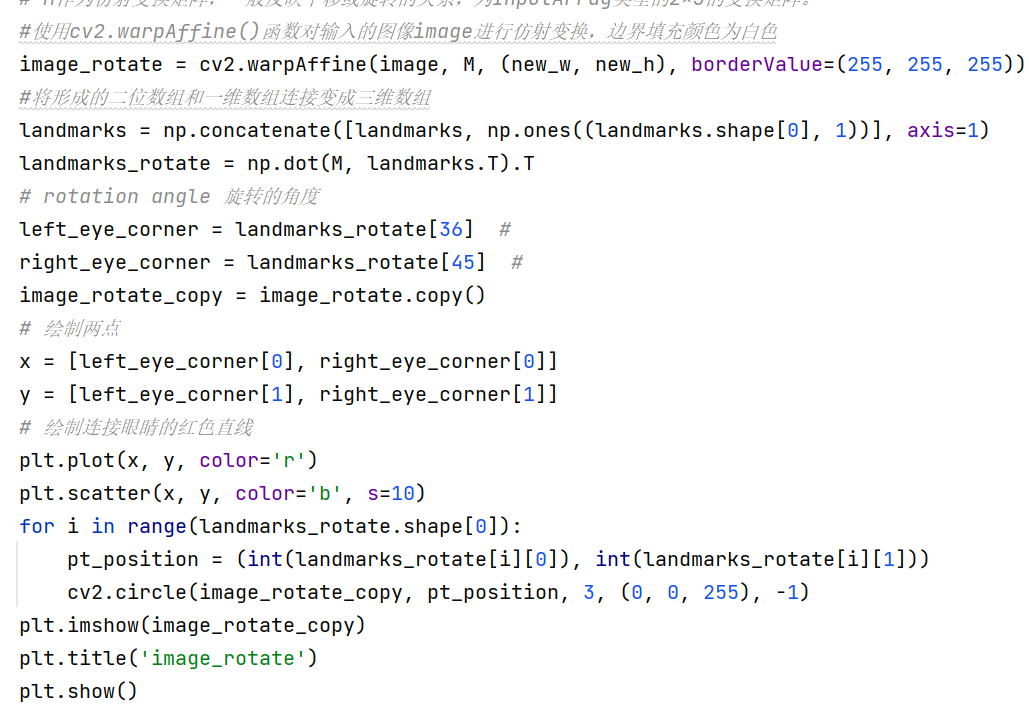 #使用cv2.warpAffine()函数对输入的图像image进行仿射变换，边界填充颜色为白色
image_rotate = cv2.warpAffine(image, M, (new_w, new_h), borderValue=(255, 255, 255))
#将形成的二位数组和一维数组连接变成三维数组
landmarks = np.concatenate([landmarks, np.ones((landmarks.shape[0], 1))], axis=1)
landmarks_rotate = np.dot(M, landmarks.T).T
# rotation angle 旋转的角度
left_eye_corner = landmarks_rotate[36]  #
right_eye_corner = landmarks_rotate[45]  #
image_rotate_copy = image_rotate.copy()
# 绘制两点
x = [left_eye_corner[0], right_eye_corner[0]]
y = [left_eye_corner[1], right_eye_corner[1]]
# 绘制连接眼睛的红色直线
plt.plot(x, y, color='r')
plt.scatter(x, y, color='b', s=10)
for i in range(landmarks_rotate.shape[0]):
    pt_position = (int(landmarks_rotate[i][0]), int(landmarks_rotate[i][1]))
    cv2.circle(image_rotate_copy, pt_position, 3, (0, 0, 255), -1)
plt.imshow(image_rotate_copy)
plt.title('image_rotate')
plt.show()